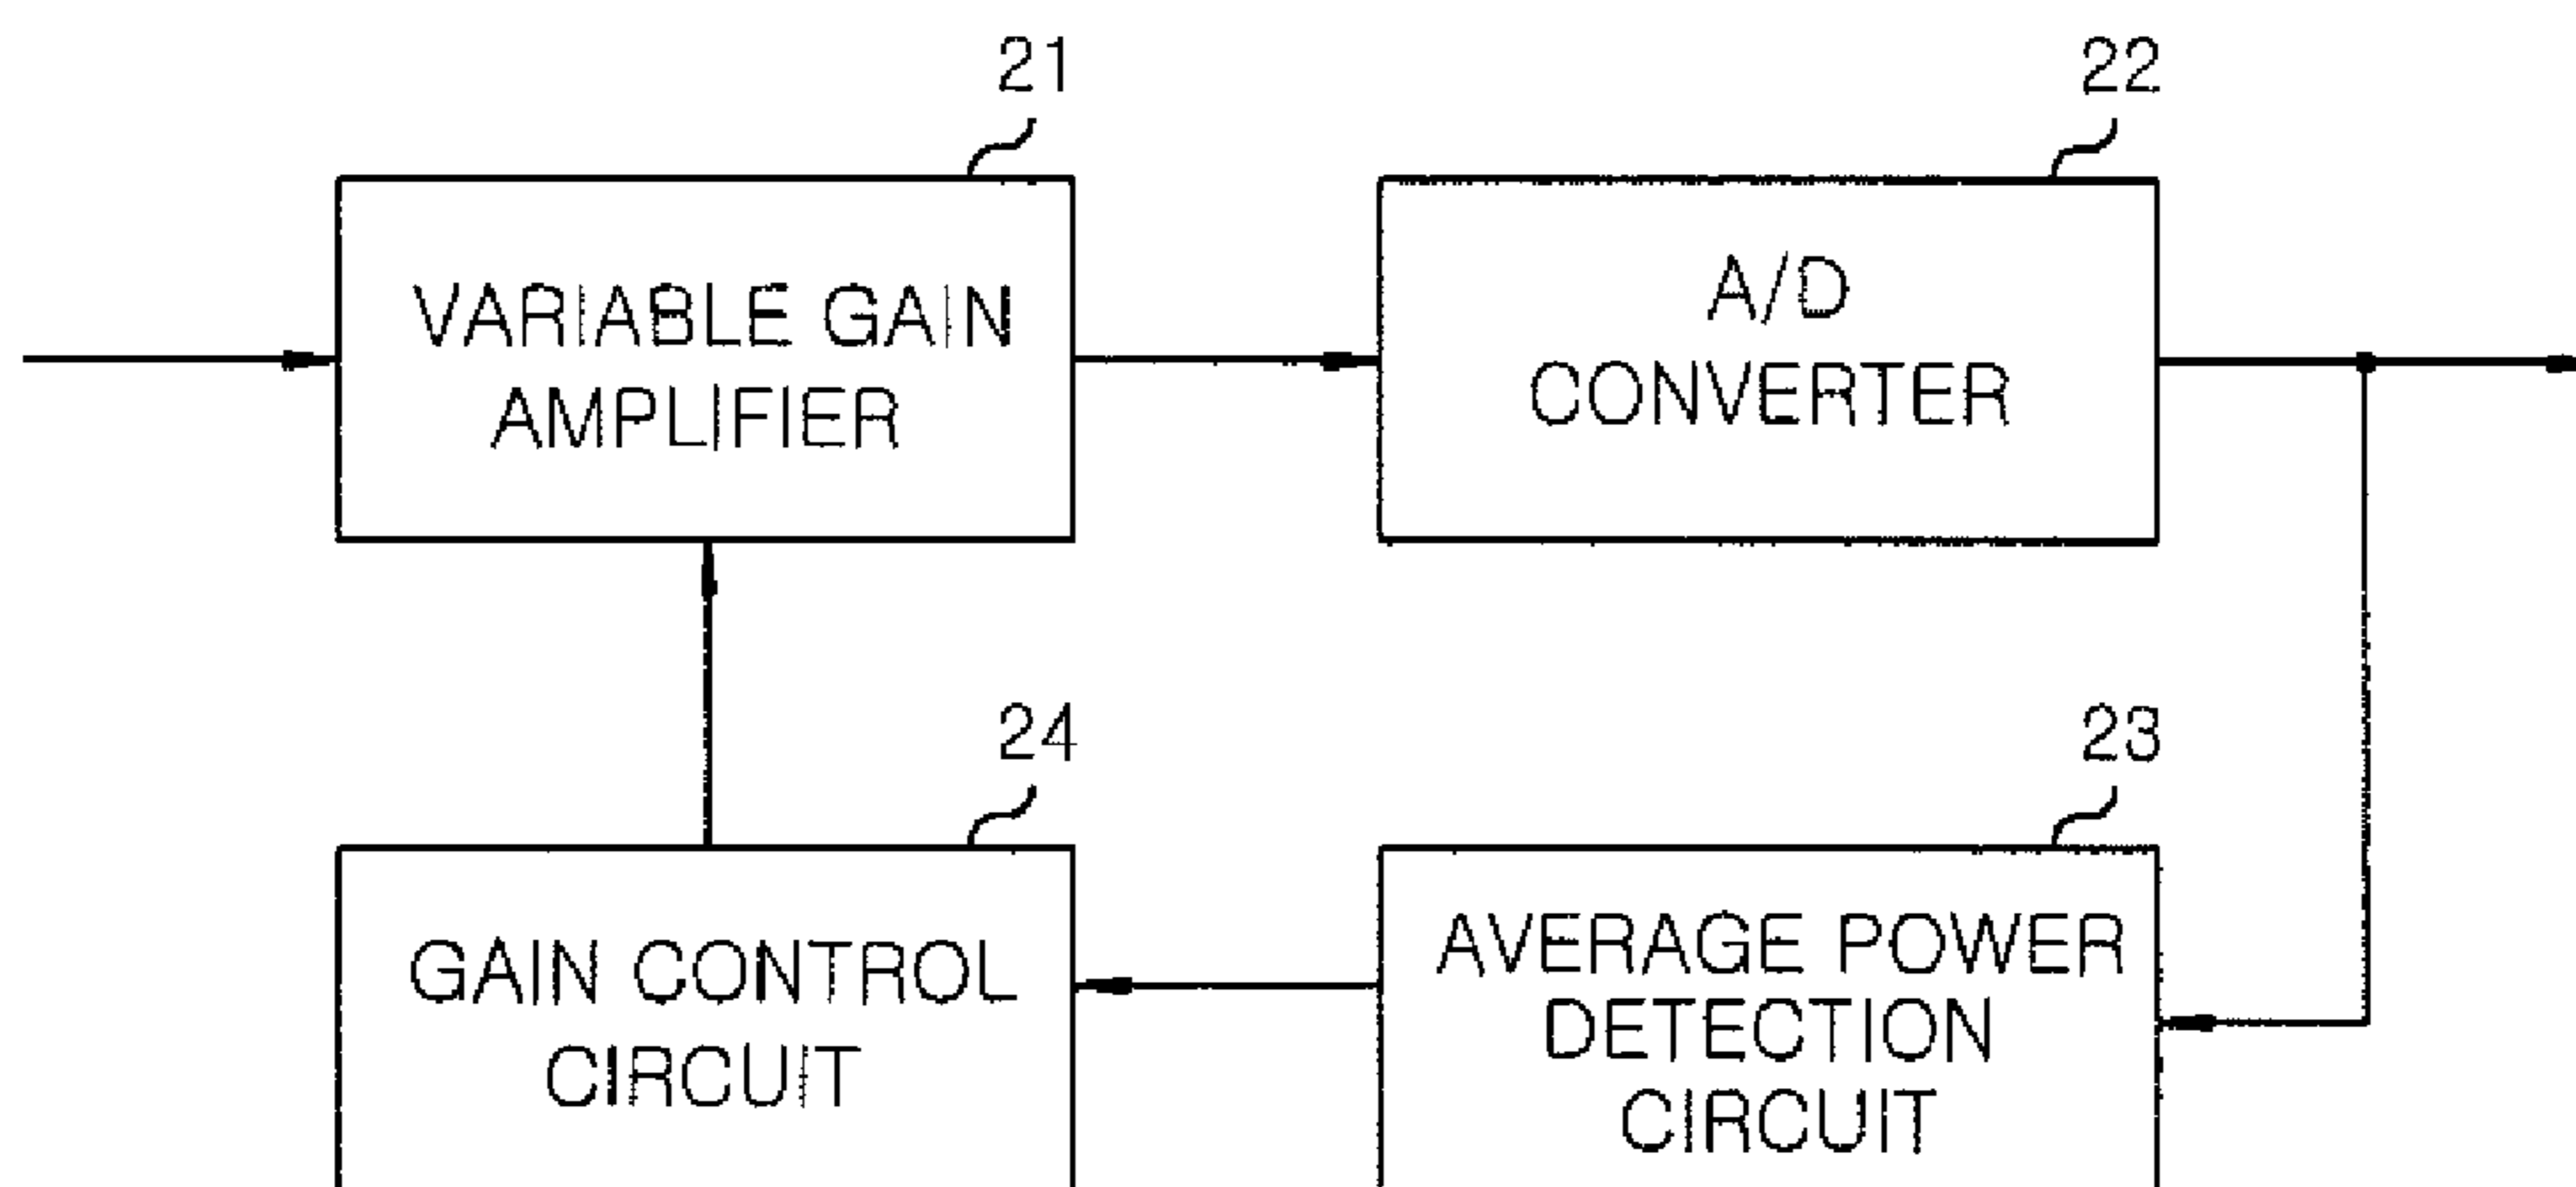 21
22
VARIABLE GAIN
AMPLIFIER
A/D
CONVERTER
24
23
GAIN CONTROL
CIRCUIT
AVERAGE POWER
DETECTION
CIRCUIT